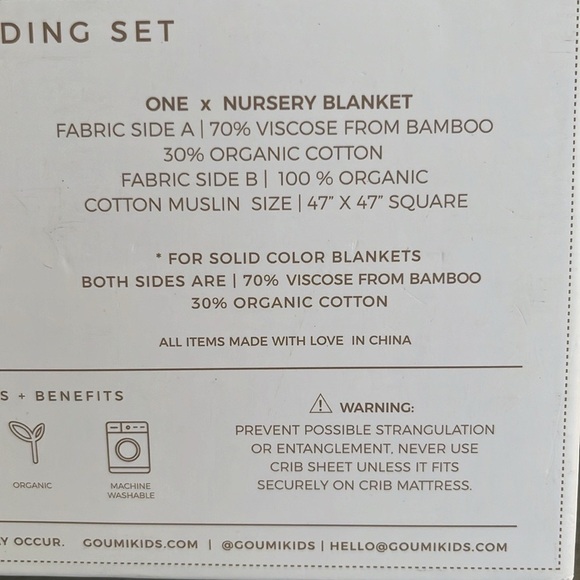 DING SET
ONE x NURSERY BLANKET
FABRIC SIDE A | 70% VISCOSE FROM BAMBOO
30% ORGANIC COTTON
FABRIC SIDE B | 100 % ORGANIC
COTTON MUSLIN SIZE | 47” X 47” SQUARE
* FOR SOLID COLOR BLANKETS
BOTH SIDES ARE | 70% VISCOSE FROM BAMBOO
30% ORGANIC COTTON
ALL ITEMS MADE WITH LOVE IN CHINA
S + BENEFITS
ORGANIC
MACHINE
WASHABLE
WARNING:
PREVENT POSSIBLE STRANGULATION
OR ENTANGLEMENT, NEVER USE
CRIB SHEET UNLESS IT FITS
SECURELY ON CRIB MATTRESS.
Y OCCUR. GOUMIKIDS.COM | @GOUMIKIDS | HELLO@GOUMIKIDS.COM